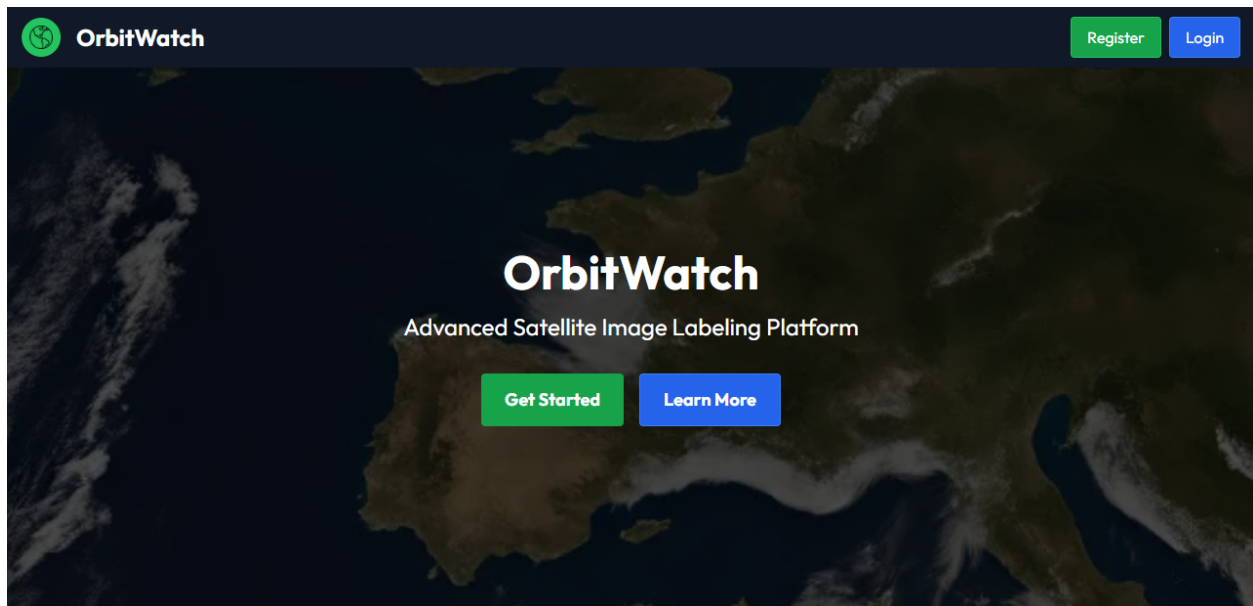 OrbitWatch
Register
Login
OrbitWatch
Advanced Satellite Image Labeling Platform
Get Started
Learn More